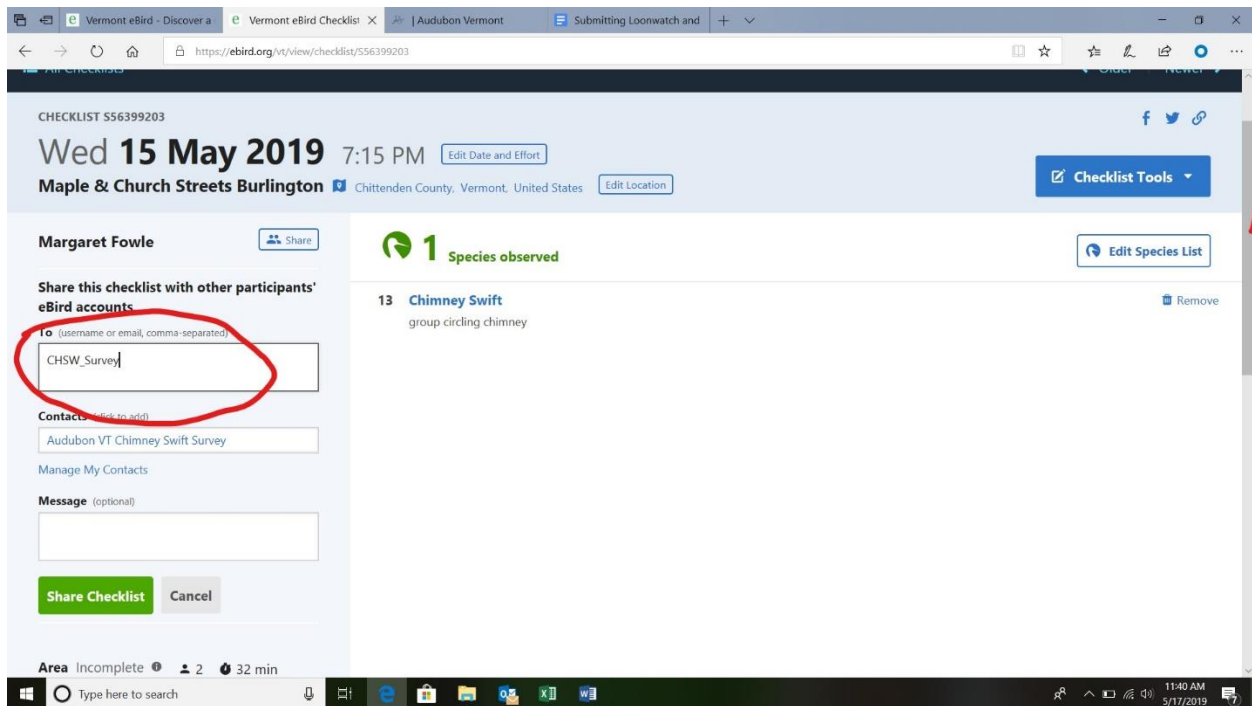 Vermont eBird - Discover a
Vermont eBird Checklist
| Audubon Vermont
Submitting Loonwatch and
https://ebird.org/vt/view/checklist/S56399203
All Checklists
Older Newer
CHECKLIST S56399203
Wed 15 May 2019 7:15 PM Edit Date and Effort
Maple & Church Streets Burlington Chittenden County, Vermont, United States Edit Location
Checklist Tools
Margaret Fowle Share
1 Species observed
Edit Species List
Share this checklist with other participants'
eBird accounts
To (username or email, comma-separated)
CHSW_Survey
13 Chimney Swift Remove
group circling chimney
Contacts (click to add)
Audubon VT Chimney Swift Survey
Manage My Contacts
Message (optional)
Share Checklist Cancel
Area Incomplete 2 32 min
Type here to search
11:40 AM
5/17/2019